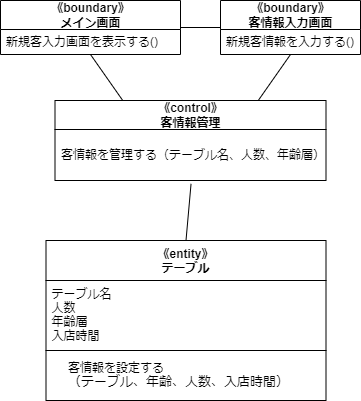 《boundary》
メイン画面
新規客入力画面を表示する()
《boundary》
客情報入力画面
新規客情報を入力する()
《control》
客情報管理
客情報を管理する（テーブル名、人数、年齢層）
《entity》
テーブル
テーブル名
人数
年齢層
入店時間
客情報を設定する
（テーブル、年齢、人数、入店時間）